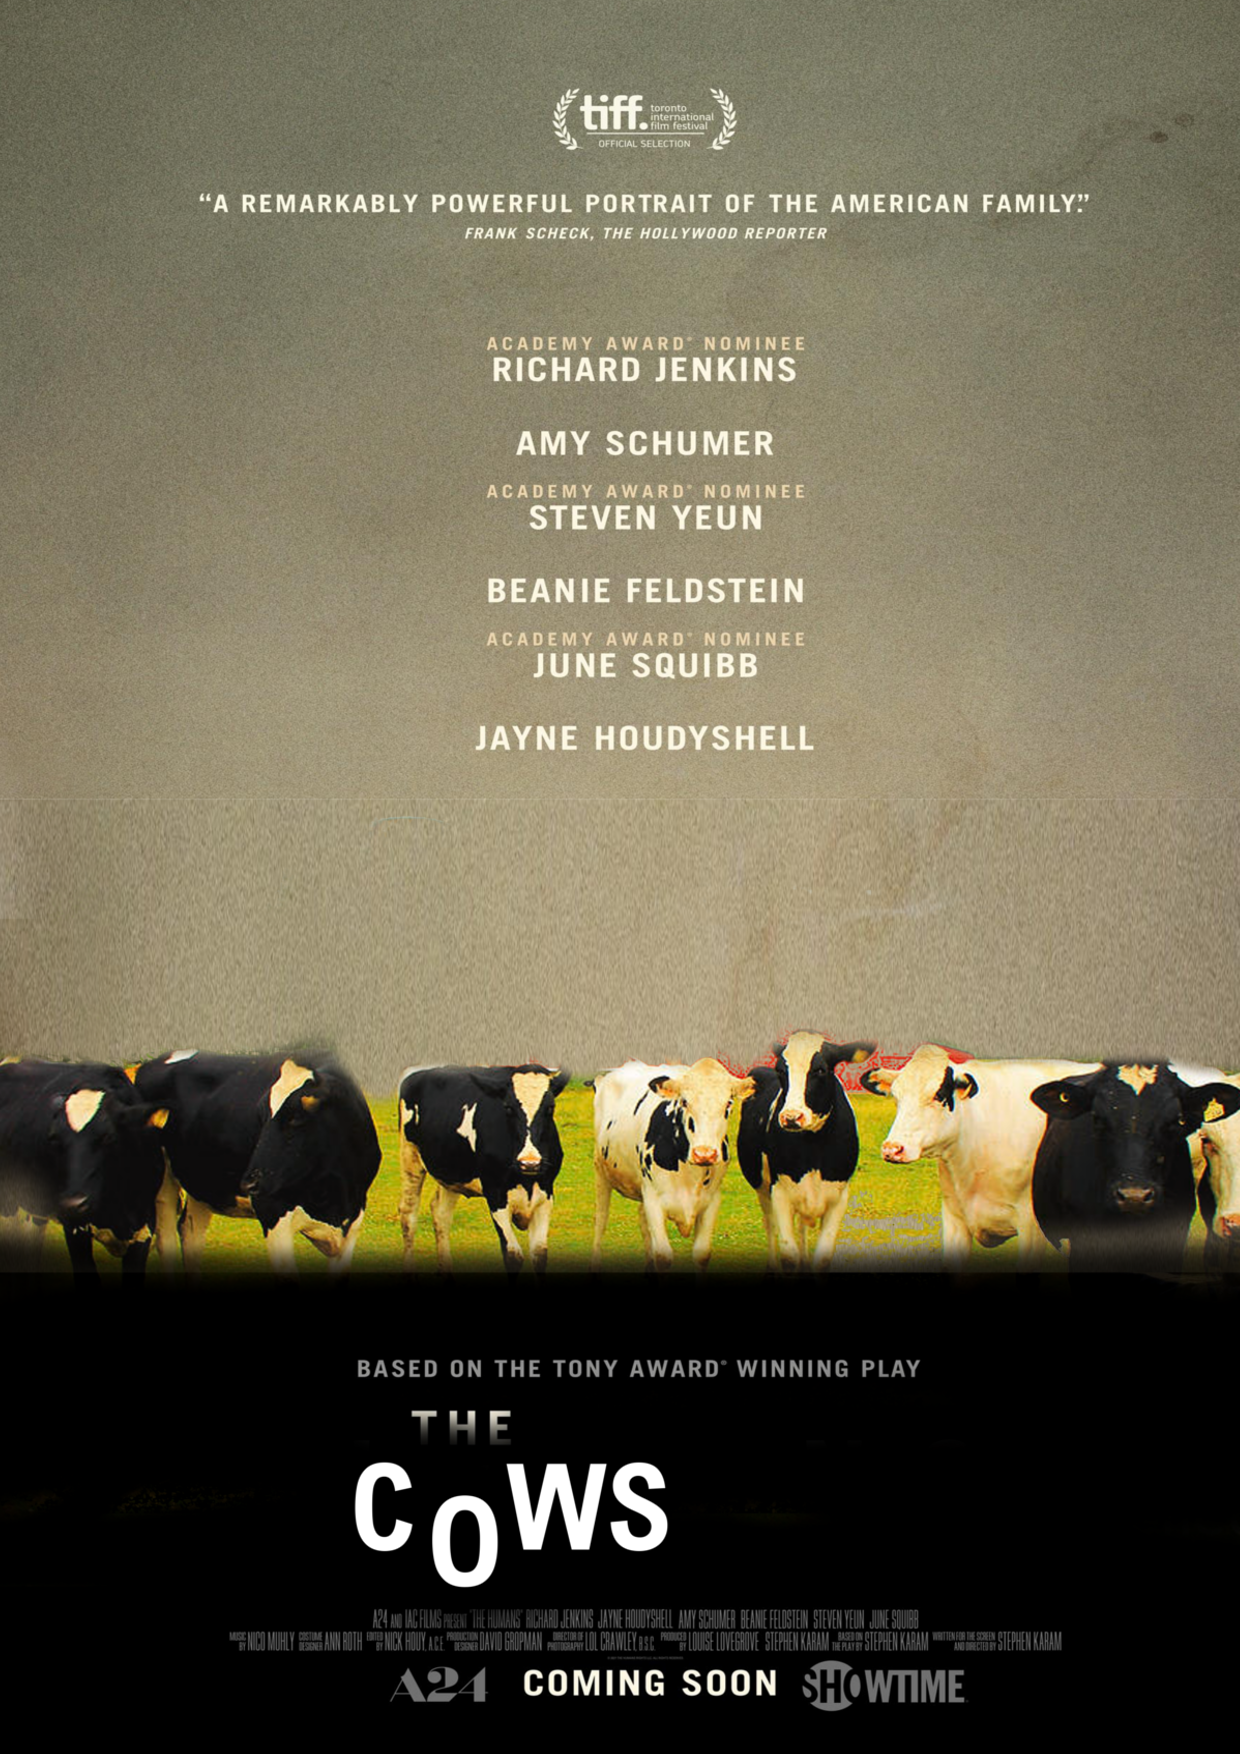 tiff. toronto
international
film festival
OFFICIAL SELECTION
“A REMARKABLY POWERFUL PORTRAIT OF THE AMERICAN FAMILY.”
FRANK SCHECK, THE HOLLYWOOD REPORTER
ACADEMY AWARD® NOMINEE
RICHARD JENKINS
AMY SCHUMER
ACADEMY AWARD® NOMINEE
STEVEN YEUN
BEANIE FELDSTEIN
ACADEMY AWARD® NOMINEE
JUNE SQUIBB
JAYNE HOUDYSHELL
BASED ON THE TONY AWARD® WINNING PLAY
THE
COWS
A24 AND IAC FILMS PRESENT 'THE HUMANS' RICHARD JENKINS JAYNE HOUDYSHELL AMY SCHUMER BEANIE FELDSTEIN STEVEN YEUN JUNE SQUIBB
MUSIC BY NICO MUHLY COSTUME DESIGNER ANN ROTH EDITED BY NICK HOUY, A.C.E. PRODUCTION DESIGNER DAVID GROPMAN DIRECTOR OF PHOTOGRAPHY LOL CRAWLEY, B.S.C. PRODUCED BY LOUISE LOVEGROVE STEPHEN KARAM BASED ON THE PLAY BY STEPHEN KARAM WRITTEN FOR THE SCREEN AND DIRECTED BY STEPHEN KARAM
A24 COMING SOON SHOWTIME